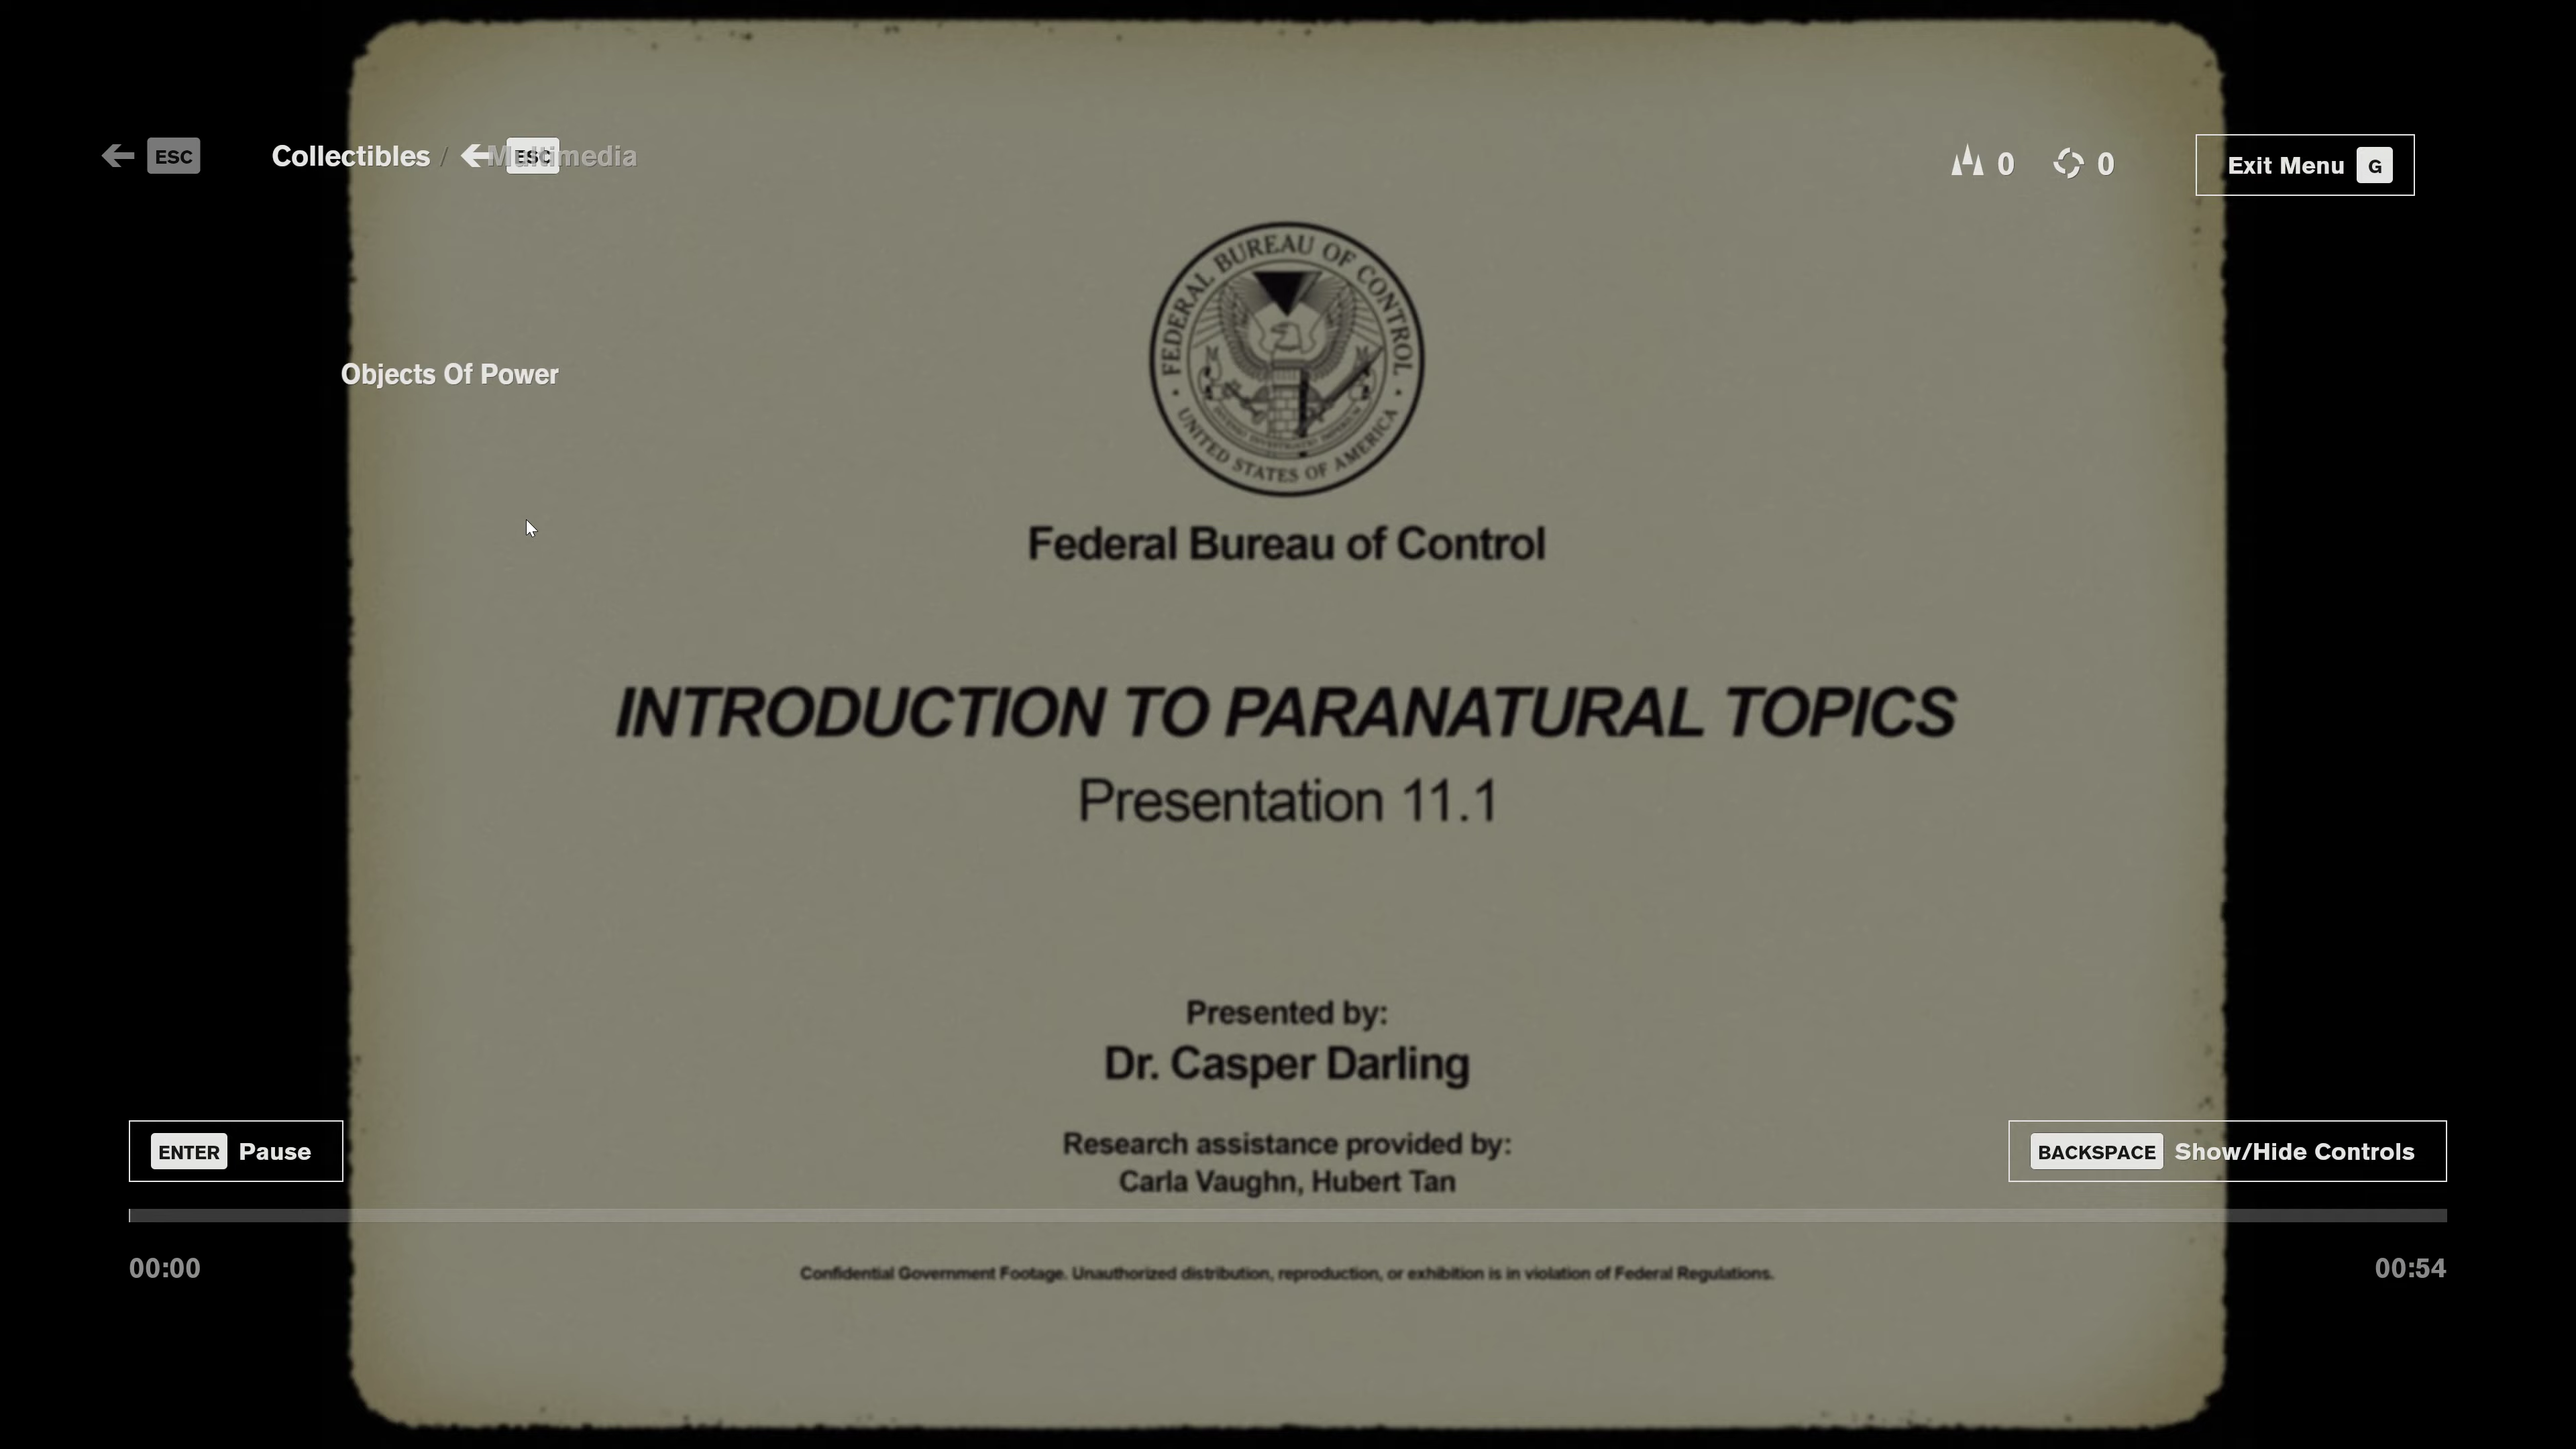 ESC Collectibles / ESC Multimedia
0 0 Exit Menu G
FEDERAL BUREAU OF CONTROL
• UNITED STATES OF AMERICA •
Objects Of Power
Federal Bureau of Control
INTRODUCTION TO PARANATURAL TOPICS
Presentation 11.1
Presented by:
Dr. Casper Darling
Research assistance provided by:
Carla Vaughn, Hubert Tan
ENTER Pause
BACKSPACE Show/Hide Controls
00:00
00:54
Confidential Government Footage. Unauthorized distribution, reproduction, or exhibition is in violation of Federal Regulations.